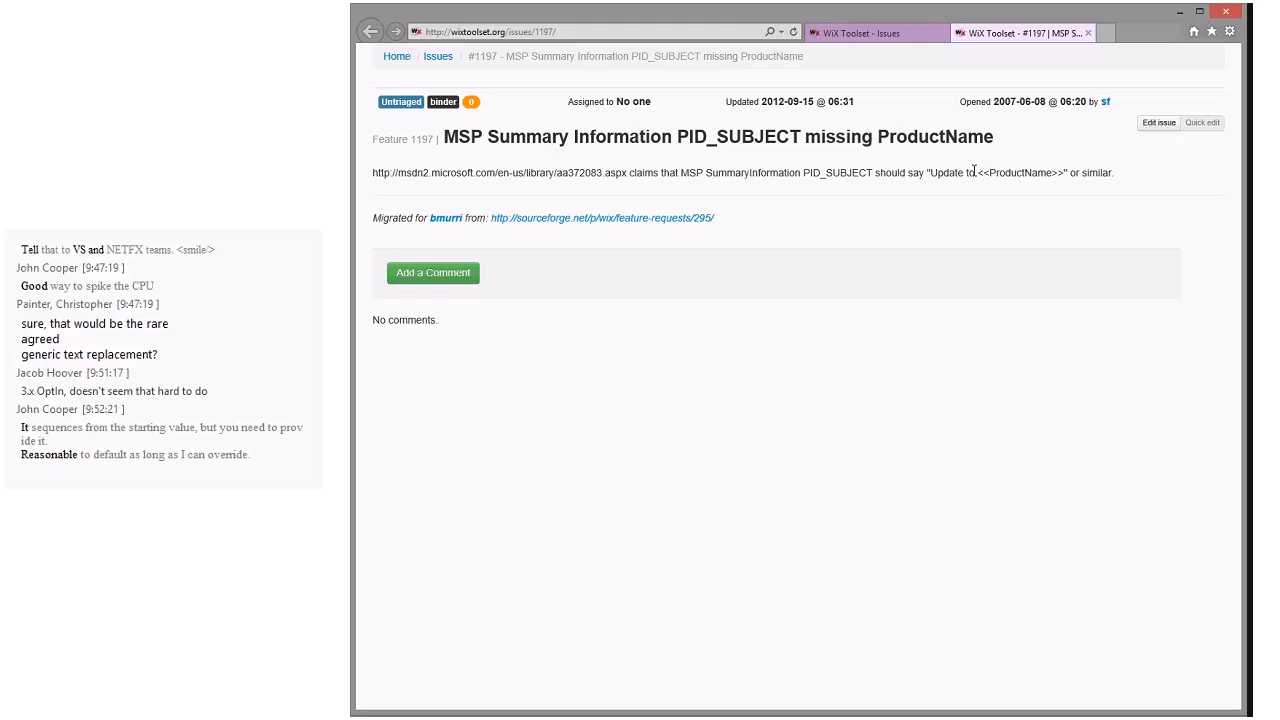 Tell that to VS and NETFX teams. <smile/>
John Cooper [9:47:19 ]
Good way to spike the CPU
Painter, Christopher [9:47:19 ]
sure, that would be the rare
agreed
generic text replacement?
Jacob Hoover [9:51:17 ]
3.x OptIn, doesn't seem that hard to do
John Cooper [9:52:21 ]
It sequences from the starting value, but you need to prov
ide it.
Reasonable to default as long as I can override.
http://wixtoolset.org/issues/1197/
WiX Toolset - Issues
WiX Toolset - #1197 | MSP S...
Home / Issues / #1197 - MSP Summary Information PID_SUBJECT missing ProductName
Untriaged binder 0 Assigned to No one Updated 2012-09-15 @ 06:31 Opened 2007-06-08 @ 06:20 by sf
Edit issue Quick edit
Feature 1197 | MSP Summary Information PID_SUBJECT missing ProductName
http://msdn2.microsoft.com/en-us/library/aa372083.aspx claims that MSP SummaryInformation PID_SUBJECT should say "Update to <<ProductName>>" or similar.
Migrated for bmurri from: http://sourceforge.net/p/wix/feature-requests/295/
Add a Comment
No comments.